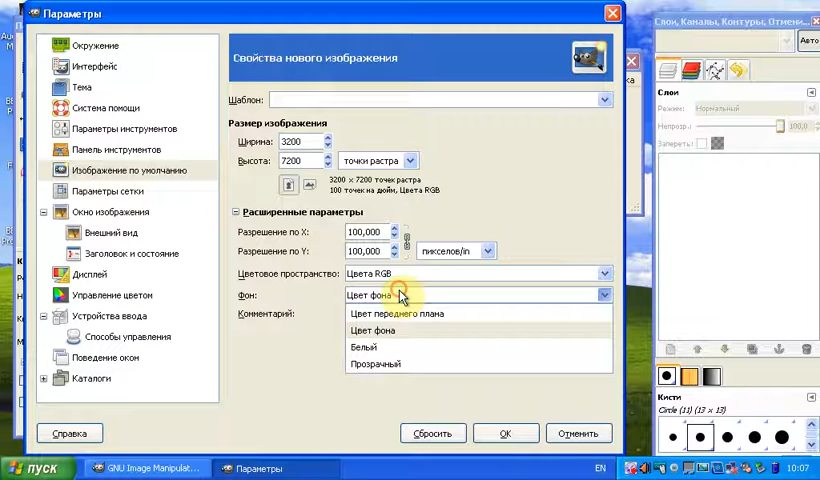 Параметры
Слои, Каналы, Контуры, Отмени...
Авто
Окружение
Интерфейс
Тема
Система помощи
Параметры инструментов
Панель инструментов
Изображение по умолчанию
Параметры сетки
Окно изображения
Внешний вид
Заголовок и состояние
Дисплей
Управление цветом
Устройства ввода
Способы управления
Поведение окон
Каталоги
Свойства нового изображения
Шаблон:
Размер изображения
Ширина: 3200
Высота: 7200 точки растра
3200 × 7200 точек растра
100 точек на дюйм, Цвета RGB
Расширенные параметры
Разрешение по X: 100,000
Разрешение по Y: 100,000 пикселов/in
Цветовое пространство: Цвета RGB
Фон: Цвет фона
Комментарий:
Цвет переднего плана
Цвет фона
Белый
Прозрачный
Справка
Сбросить
OK
Отменить
Слои
Режим: Нормальный
Непрозр.: 100,0
Запереть:
Кисти
Circle (11) (13 × 13)
пуск
GNU Image Manipulat...
Параметры
EN
10:07